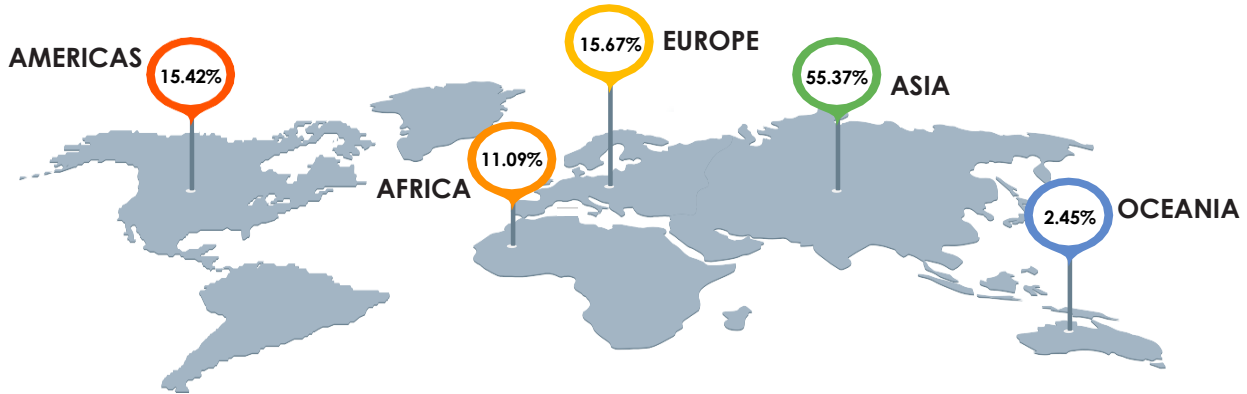 AMERICAS
15.42%
15.67%
EUROPE
55.37%
ASIA
11.09%
AFRICA
2.45%
OCEANIA